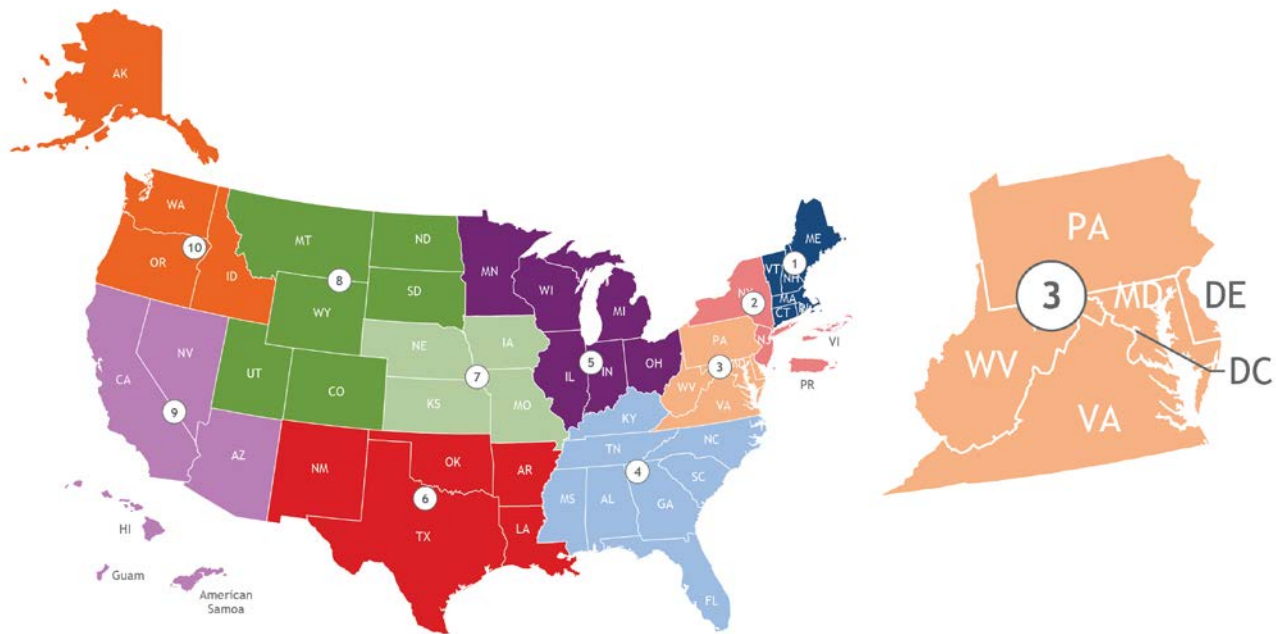 AK
WA
OR
ID
10
MT
ND
SD
WY
UT
CO
8
MN
WI
MI
IL
IN
OH
5
ME
VT
NH
MA
CT
RI
1
NY
NJ
2
VI
PR
PA
MD
WV
VA
3
NE
IA
KS
MO
7
CA
NV
AZ
9
HI
Guam
American
Samoa
NM
OK
AR
TX
LA
6
KY
TN
NC
SC
MS
AL
GA
FL
4
PA
3
MD
DE
WV
DC
VA